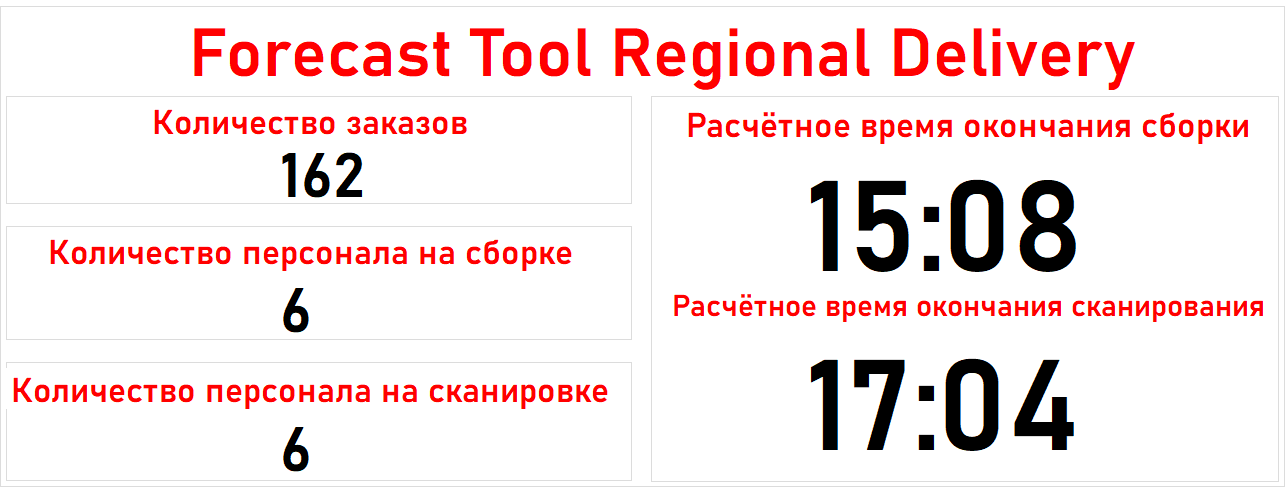 Forecast Tool Regional Delivery
Количество заказов
162
Количество персонала на сборке
6
Количество персонала на сканировке
6
Расчётное время окончания сборки
15:08
Расчётное время окончания сканирования
17:04